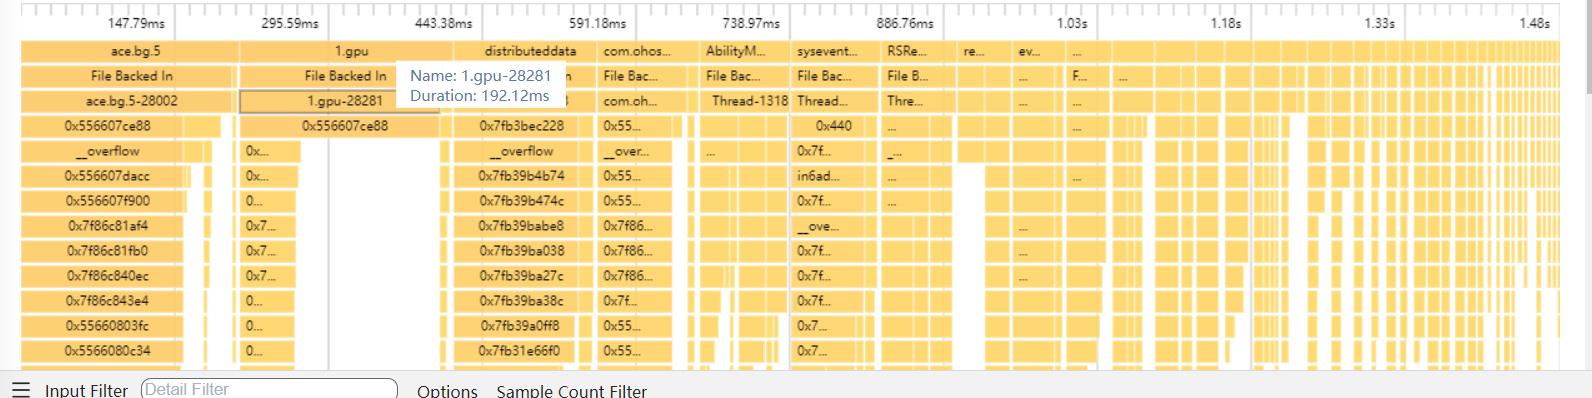 147.79ms 295.59ms 443.38ms 591.18ms 738.97ms 886.76ms 1.03s 1.18s 1.33s 1.48s
ace.bg.5 1.gpu distributeddata com.ohos... AbilityM... sysevent... RSRe... re... ev... ...
File Backed In File Backed In n File Bac... File Bac... File Bac... File B... ... F... ...
Name: 1.gpu-28281
Duration: 192.12ms
ace.bg.5-28002 1.gpu-28281 com.oh... Thread-1318 Thread... Thre... ... ...
0x556607ce88 0x556607ce88 0x7fb3bec228 0x55... 0x440 ... ...
__overflow 0x... __overflow __over... ... 0x7f... _...
0x556607dacc 0x... 0x7fb39b4b74 0x55... in6ad... ... ...
0x556607f900 0... 0x7fb39b474c 0x55... 0x7f... ...
0x7f86c81af4 0x7... 0x7fb39babe8 0x7f86... __ove... ...
0x7f86c81fb0 0x7... 0x7fb39ba038 0x7f86... 0x7f... ...
0x7f86c840ec 0x7... 0x7fb39ba27c 0x7f86... 0x7f... ...
0x7f86c843e4 0... 0x7fb39ba38c 0x7f... 0x7f...
0x55660803fc 0... 0x7fb39a0ff8 0x55... 0x7...
0x5566080c34 0... 0x7fb31e66f0 0x55... 0x7...
Input Filter Detail Filter Options Sample Count Filter